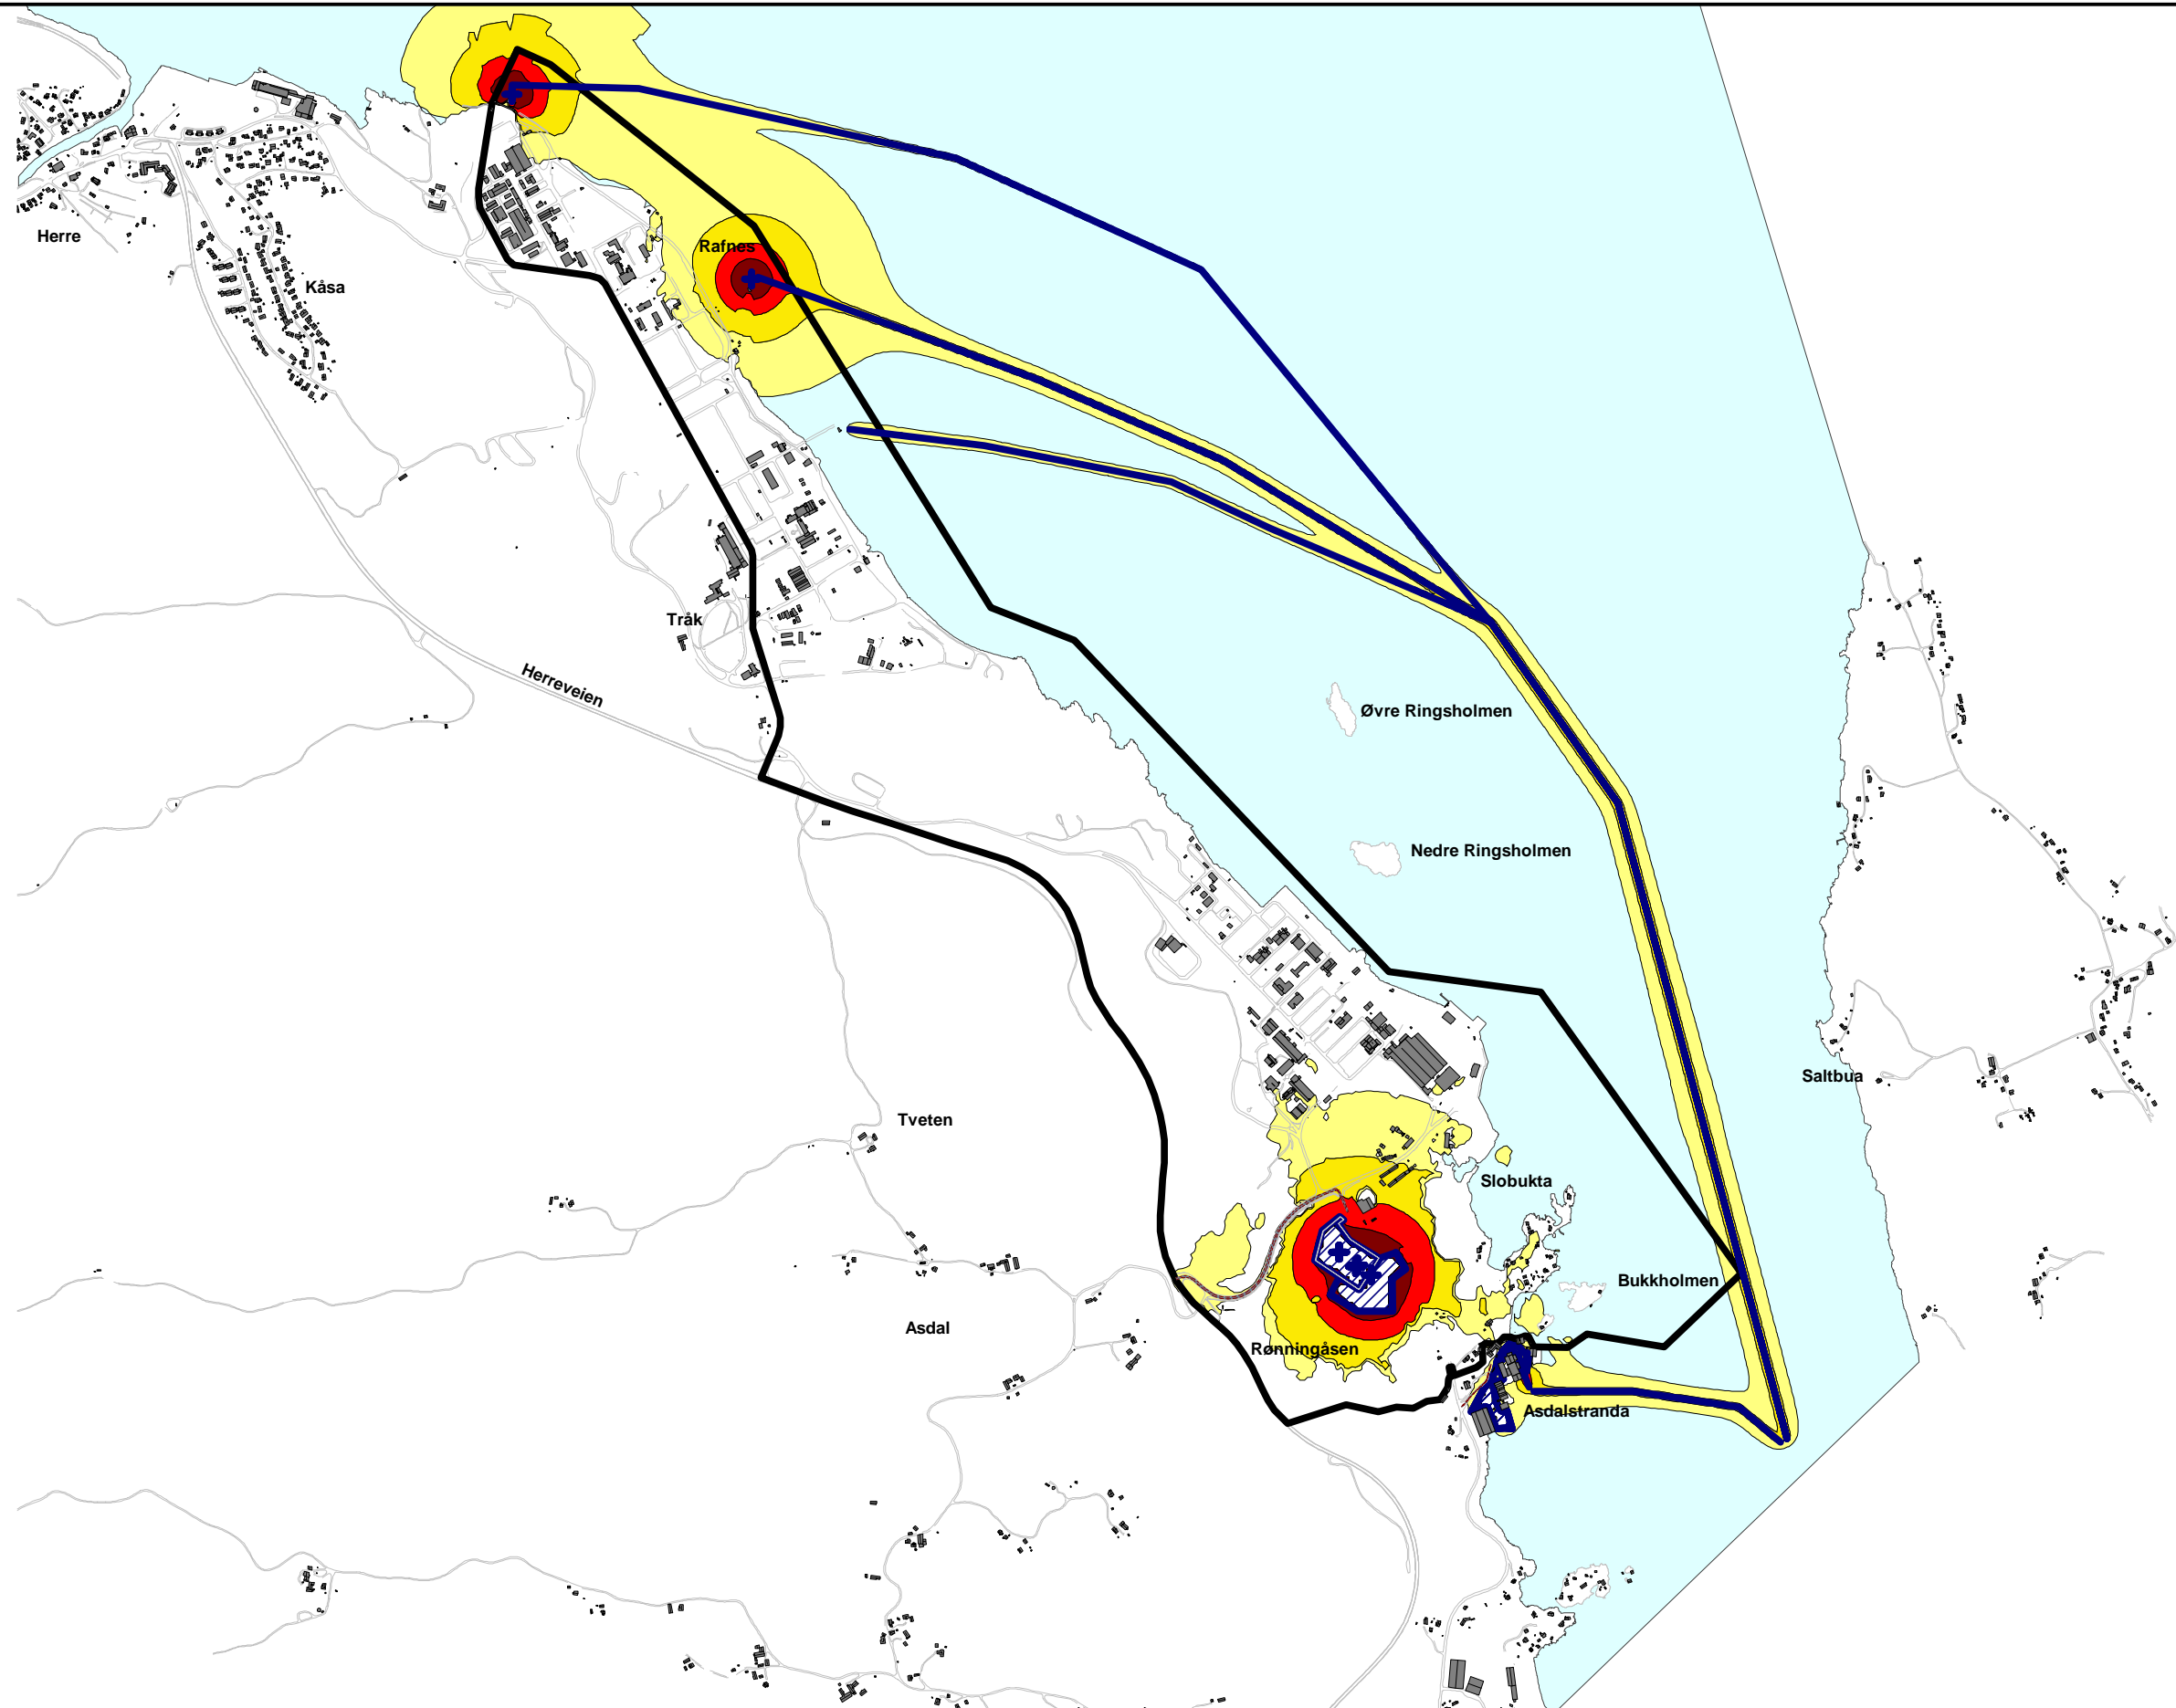 Herre
Rafnes
Kåsa
Tråk
Herreveien
Øvre Ringsholmen
Nedre Ringsholmen
Saltbua
Tveten
Slobukta
Bukkholmen
Asdal
Rønningåsen
Asdalstranda